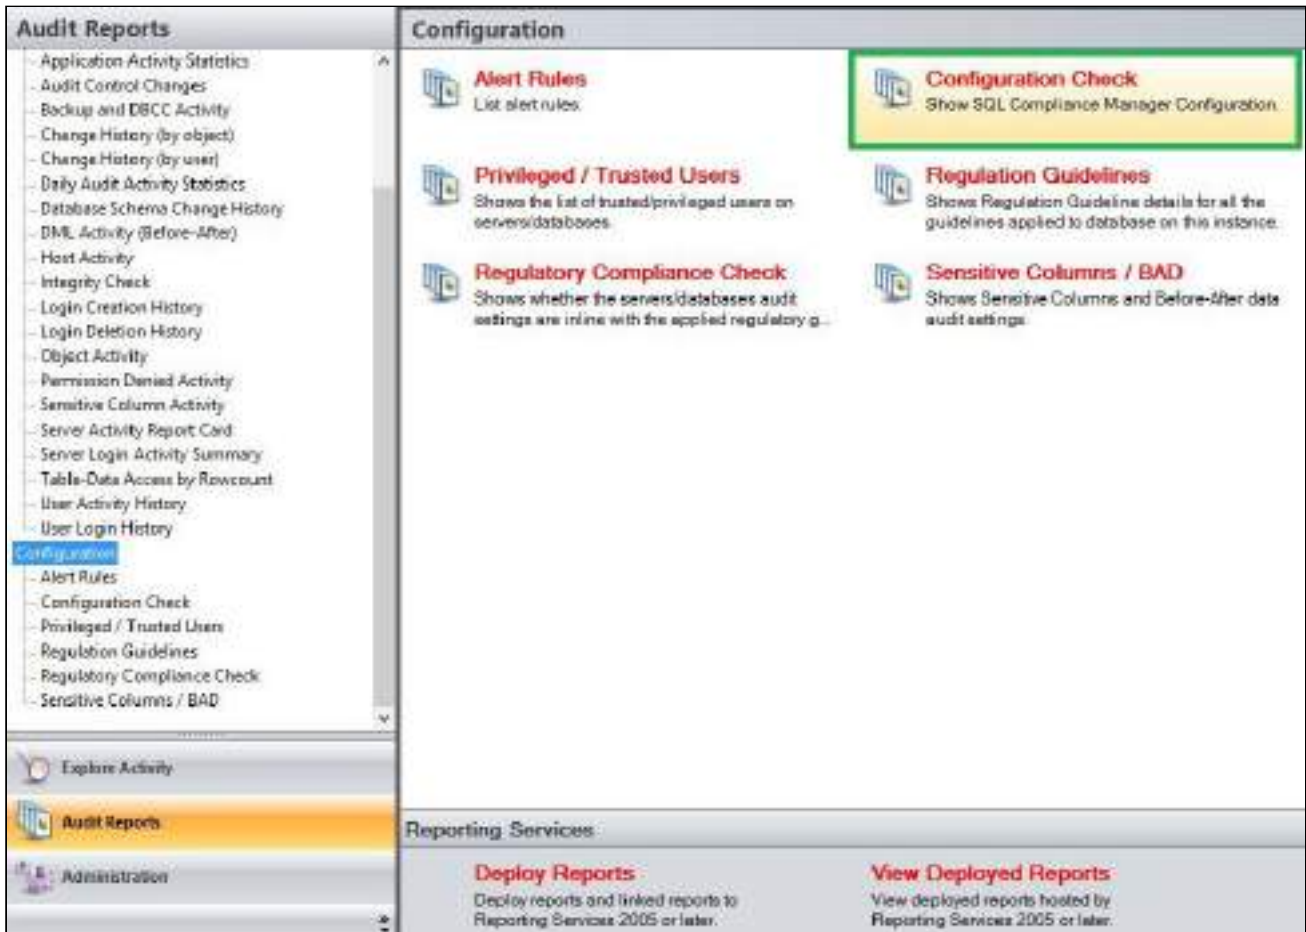 Audit Reports
Application Activity Statistics
Audit Control Changes
Backup and DBCC Activity
Change History (by object)
Change History (by user)
Daily Audit Activity Statistics
Database Schema Change History
DML Activity (Before-After)
Host Activity
Integrity Check
Login Creation History
Login Deletion History
Object Activity
Permission Denied Activity
Sensitive Column Activity
Server Activity Report Card
Server Login Activity Summary
Table-Data Access by Rowcount
User Activity History
User Login History
Configuration
Alert Rules
Configuration Check
Privileged / Trusted Users
Regulation Guidelines
Regulatory Compliance Check
Sensitive Columns / BAD
Explore Activity
Audit Reports
Administration
Configuration
Alert Rules
List alert rules.
Configuration Check
Show SQL Compliance Manager Configuration.
Privileged / Trusted Users
Shows the list of trusted/privileged users on
servers/databases.
Regulation Guidelines
Shows Regulation Guideline details for all the
guidelines applied to database on this instance.
Regulatory Compliance Check
Shows whether the servers/databases audit
settings are inline with the applied regulatory g...
Sensitive Columns / BAD
Shows Sensitive Columns and Before-After data
audit settings.
Reporting Services
Deploy Reports
Deploy reports and linked reports to
Reporting Services 2005 or later.
View Deployed Reports
View deployed reports hosted by
Reporting Services 2005 or later.